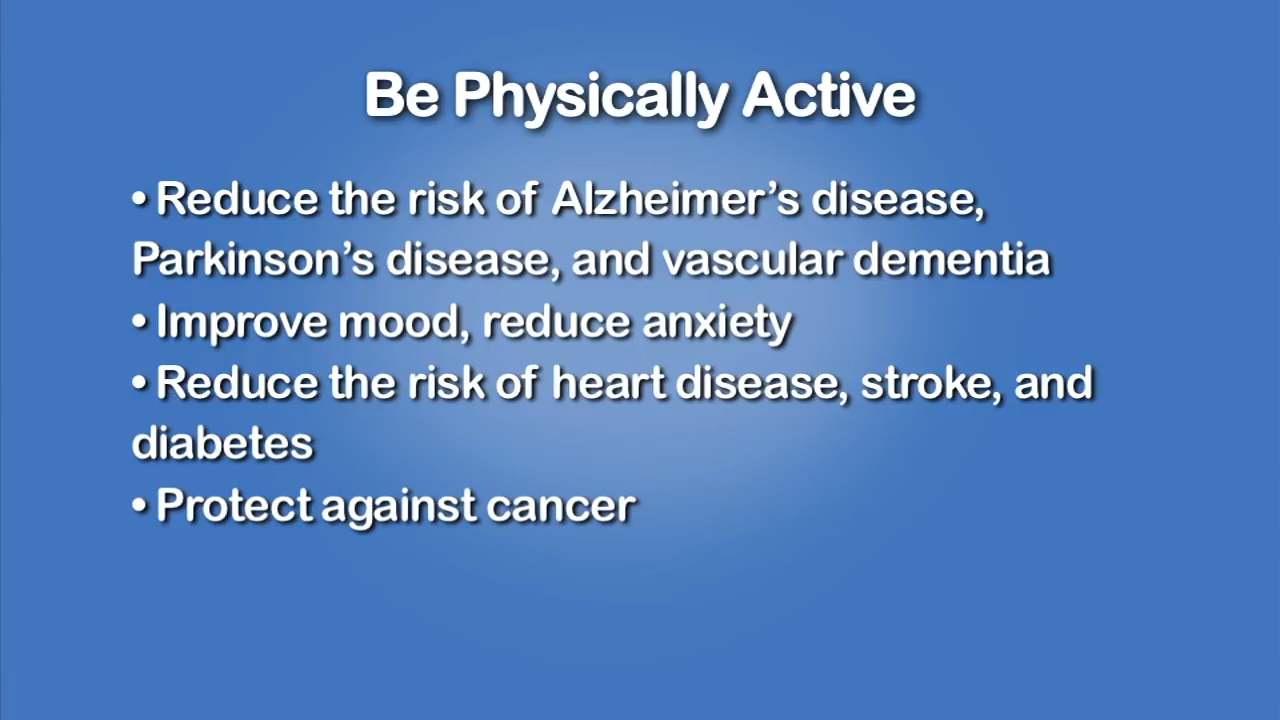 Be Physically Active
• Reduce the risk of Alzheimer’s disease,
Parkinson’s disease, and vascular dementia
• Improve mood, reduce anxiety
• Reduce the risk of heart disease, stroke, and
diabetes
• Protect against cancer